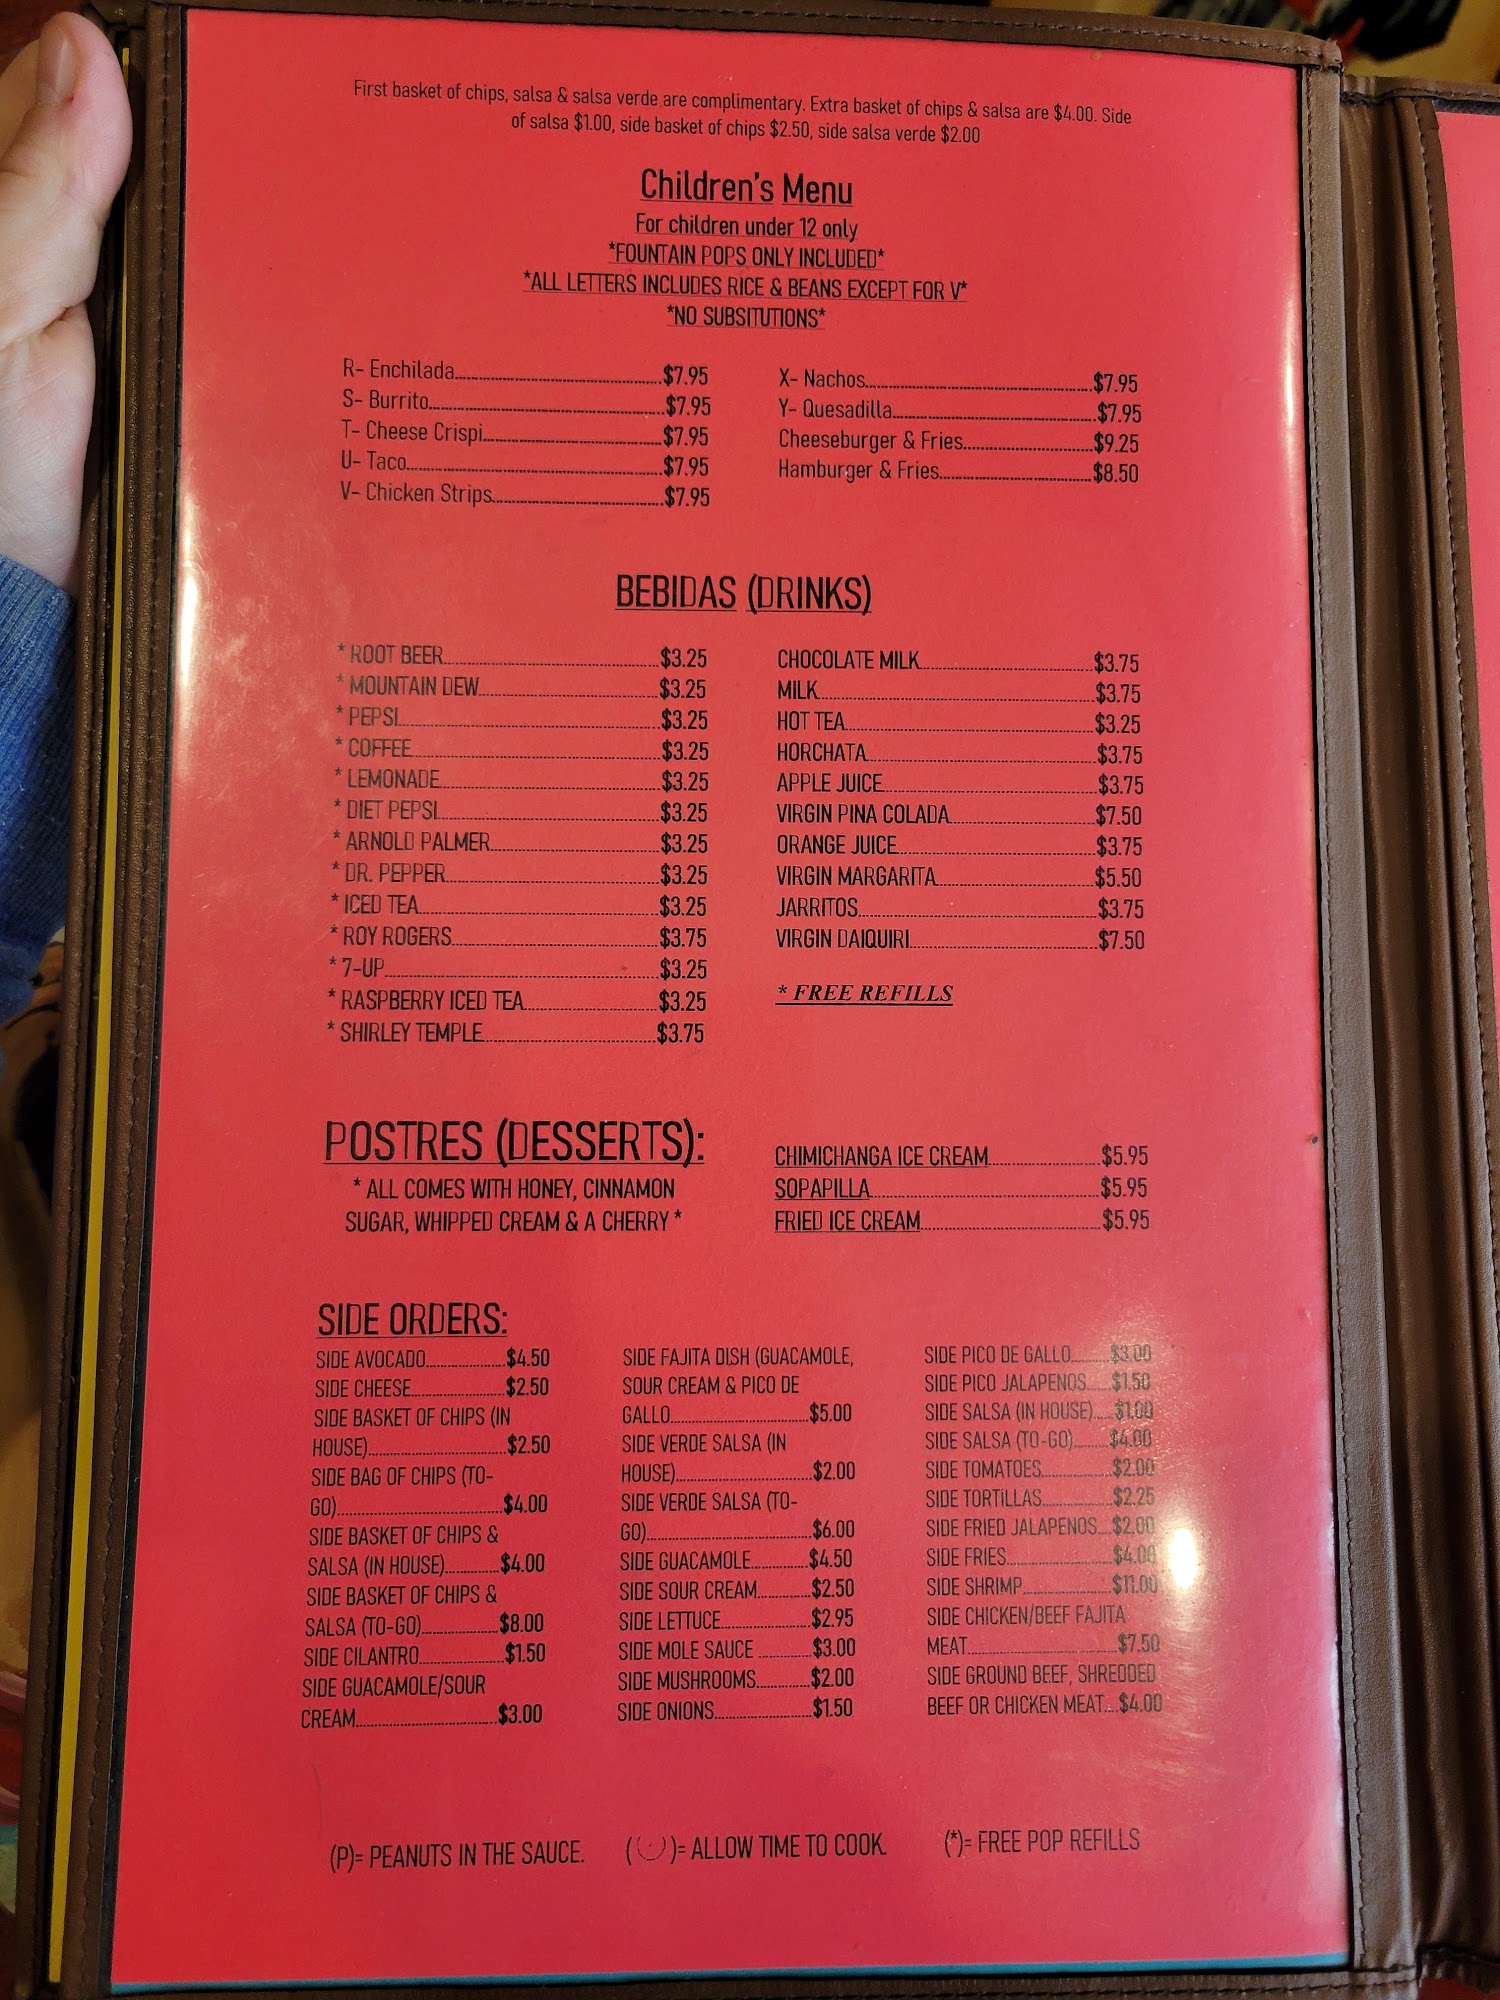 First basket of chips, salsa & salsa verde are complimentary. Extra basket of chips & salsa are $4.00. Side
of salsa $1.00, side basket of chips $2.50, side salsa verde $2.00
Children's Menu
For children under 12 only
*FOUNTAIN POPS ONLY INCLUDED*
*ALL LETTERS INCLUDES RICE & BEANS EXCEPT FOR V*
*NO SUBSITUTIONS*
R- Enchilada $7.95
S- Burrito $7.95
T- Cheese Crispi $7.95
U- Taco $7.95
V- Chicken Strips $7.95
X- Nachos $7.95
Y- Quesadilla $7.95
Cheeseburger & Fries $9.25
Hamburger & Fries $8.50
BEBIDAS (DRINKS)
* ROOT BEER $3.25
* MOUNTAIN DEW $3.25
* PEPSI $3.25
* COFFEE $3.25
* LEMONADE $3.25
* DIET PEPSI $3.25
* ARNOLD PALMER $3.25
* DR. PEPPER $3.25
* ICED TEA $3.25
* ROY ROGERS $3.75
* 7-UP $3.25
* RASPBERRY ICED TEA $3.25
* SHIRLEY TEMPLE $3.75
CHOCOLATE MILK $3.75
MILK $3.75
HOT TEA $3.25
HORCHATA $3.75
APPLE JUICE $3.75
VIRGIN PINA COLADA $7.50
ORANGE JUICE $3.75
VIRGIN MARGARITA $5.50
JARRITOS $3.75
VIRGIN DAIQUIRI $7.50
* FREE REFILLS
POSTRES (DESSERTS):
* ALL COMES WITH HONEY, CINNAMON
SUGAR, WHIPPED CREAM & A CHERRY *
CHIMICHANGA ICE CREAM $5.95
SOPAPILLA $5.95
FRIED ICE CREAM $5.95
SIDE ORDERS:
SIDE AVOCADO $4.50
SIDE CHEESE $2.50
SIDE BASKET OF CHIPS (IN
HOUSE) $2.50
SIDE BAG OF CHIPS (TO-
GO) $4.00
SIDE BASKET OF CHIPS &
SALSA (IN HOUSE) $4.00
SIDE BASKET OF CHIPS &
SALSA (TO-GO) $8.00
SIDE CILANTRO $1.50
SIDE GUACAMOLE/SOUR
CREAM $3.00
SIDE FAJITA DISH (GUACAMOLE,
SOUR CREAM & PICO DE
GALLO $5.00
SIDE VERDE SALSA (IN
HOUSE) $2.00
SIDE VERDE SALSA (TO-
GO) $6.00
SIDE GUACAMOLE $4.50
SIDE SOUR CREAM $2.50
SIDE LETTUCE $2.95
SIDE MOLE SAUCE $3.00
SIDE MUSHROOMS $2.00
SIDE ONIONS $1.50
SIDE PICO DE GALLO $3.00
SIDE PICO JALAPENOS $1.50
SIDE SALSA (IN HOUSE) $1.00
SIDE SALSA (TO-GO) $4.00
SIDE TOMATOES $2.00
SIDE TORTILLAS $2.25
SIDE FRIED JALAPENOS $2.00
SIDE FRIES $4.00
SIDE SHRIMP $11.00
SIDE CHICKEN/BEEF FAJITA
MEAT $7.50
SIDE GROUND BEEF, SHREDDED
BEEF OR CHICKEN MEAT $4.00
(P)= PEANUTS IN THE SAUCE. ( )= ALLOW TIME TO COOK. (*)= FREE POP REFILLS